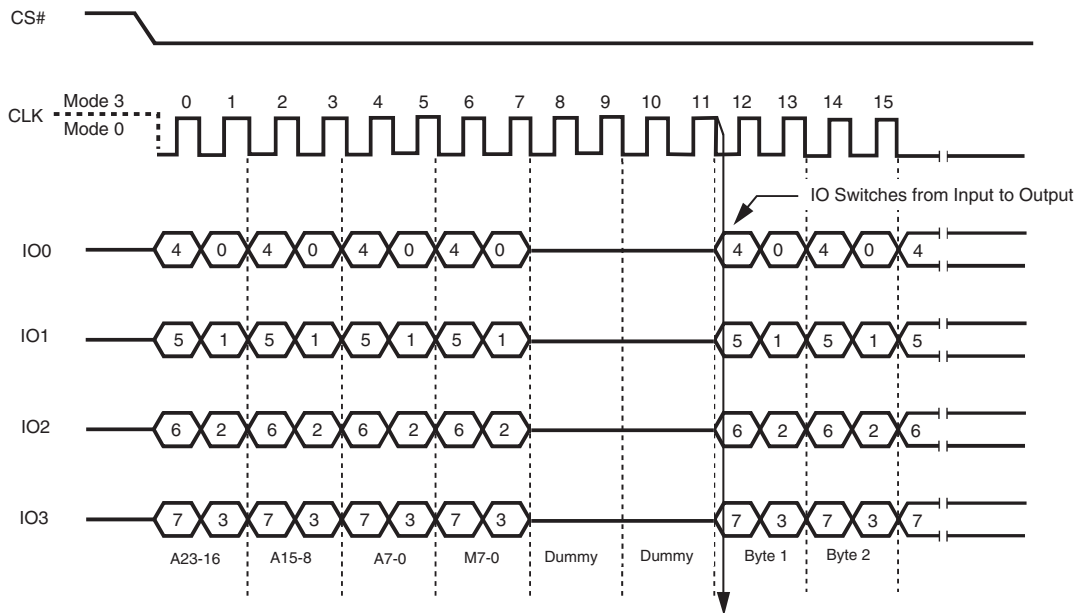 CS#
CLK
Mode 3
Mode 0
0 1 2 3 4 5 6 7 8 9 10 11 12 13 14 15
IO Switches from Input to Output
IO0 4 0 4 0 4 0 4 0 4 0 4 0 4
IO1 5 1 5 1 5 1 5 1 5 1 5 1 5
IO2 6 2 6 2 6 2 6 2 6 2 6 2 6
IO3 7 3 7 3 7 3 7 3 7 3 7 3 7
A23-16 A15-8 A7-0 M7-0 Dummy Dummy Byte 1 Byte 2